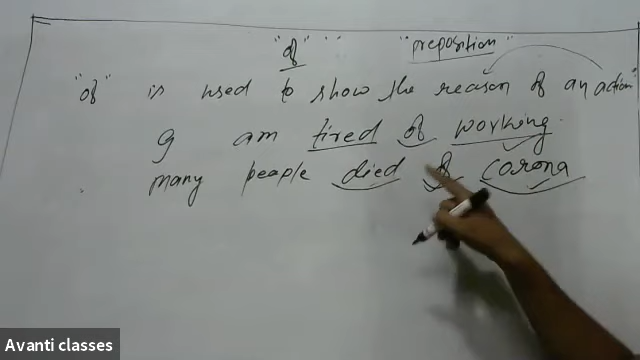 "of" "preposition"
"of" is used to show the reason of an action"
I am tired of working.
many people died of corona
Avanti classes